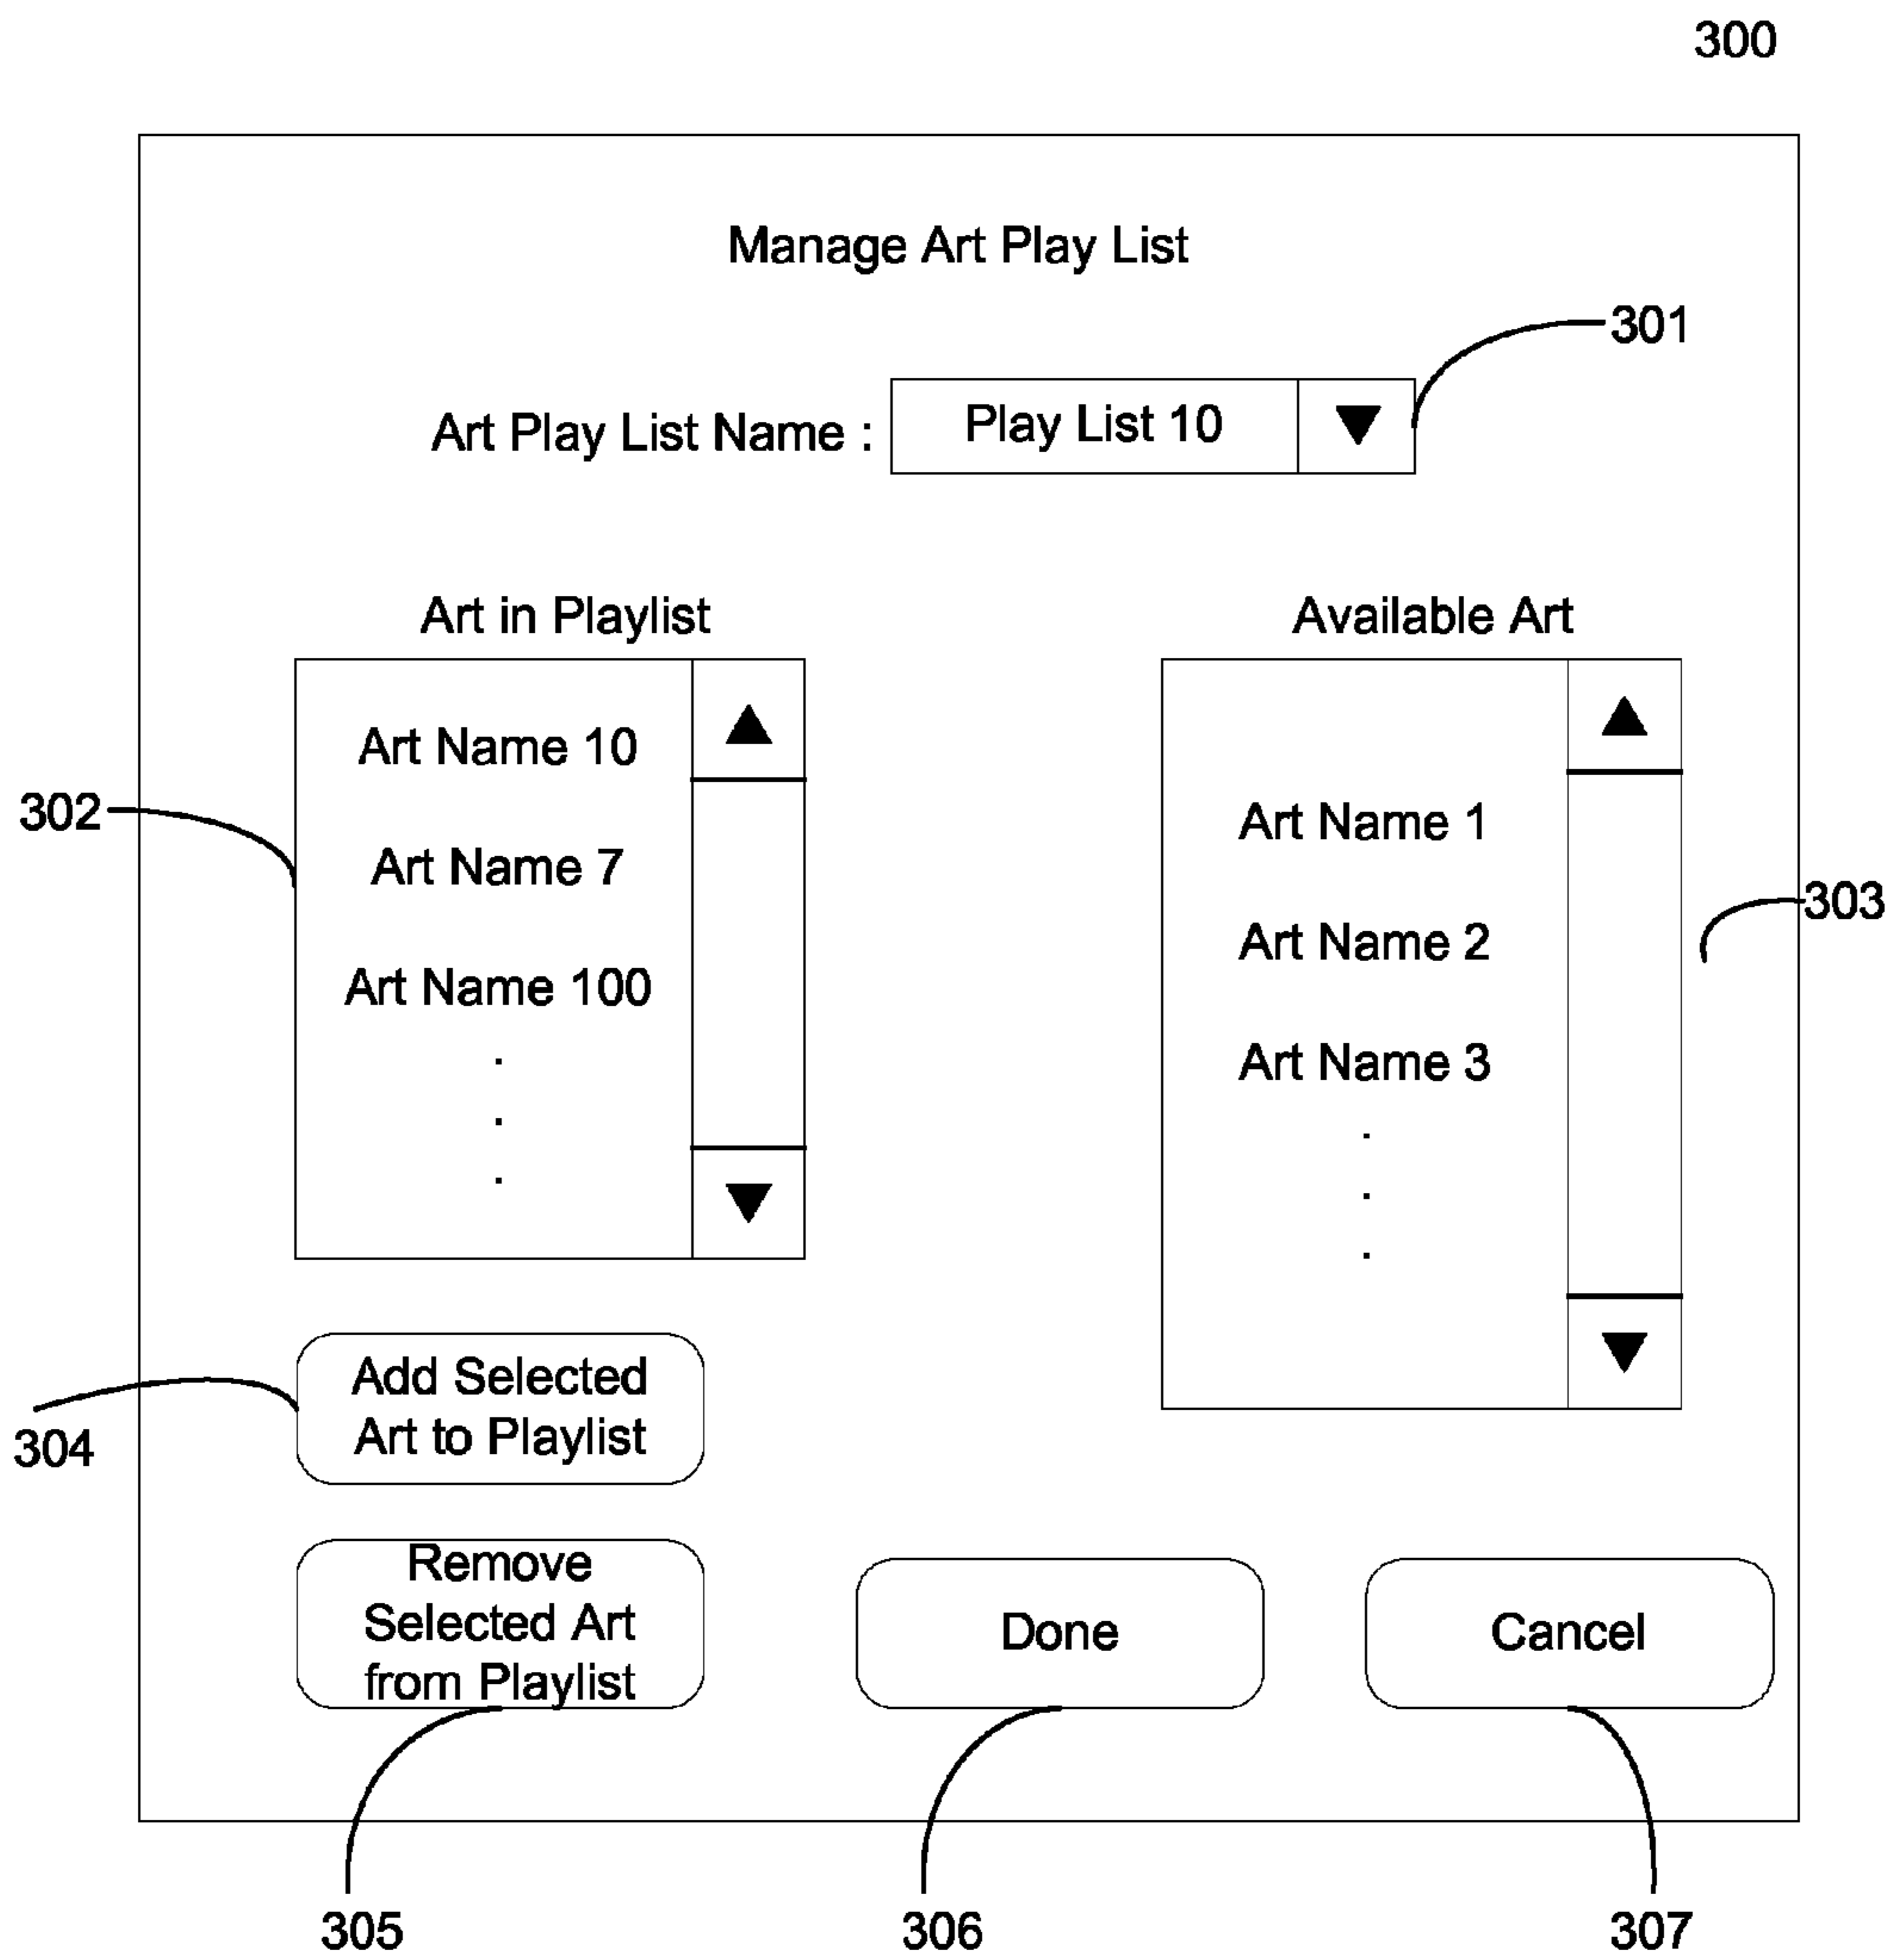 300
Manage Art Play List
301
Art Play List Name :
Play List 10
Art in Playlist
Art Name 10
Art Name 7
Art Name 100
.
.
.
302
Available Art
Art Name 1
Art Name 2
Art Name 3
.
.
.
303
Add Selected
Art to Playlist
304
Remove
Selected Art
from Playlist
Done
Cancel
305
306
307